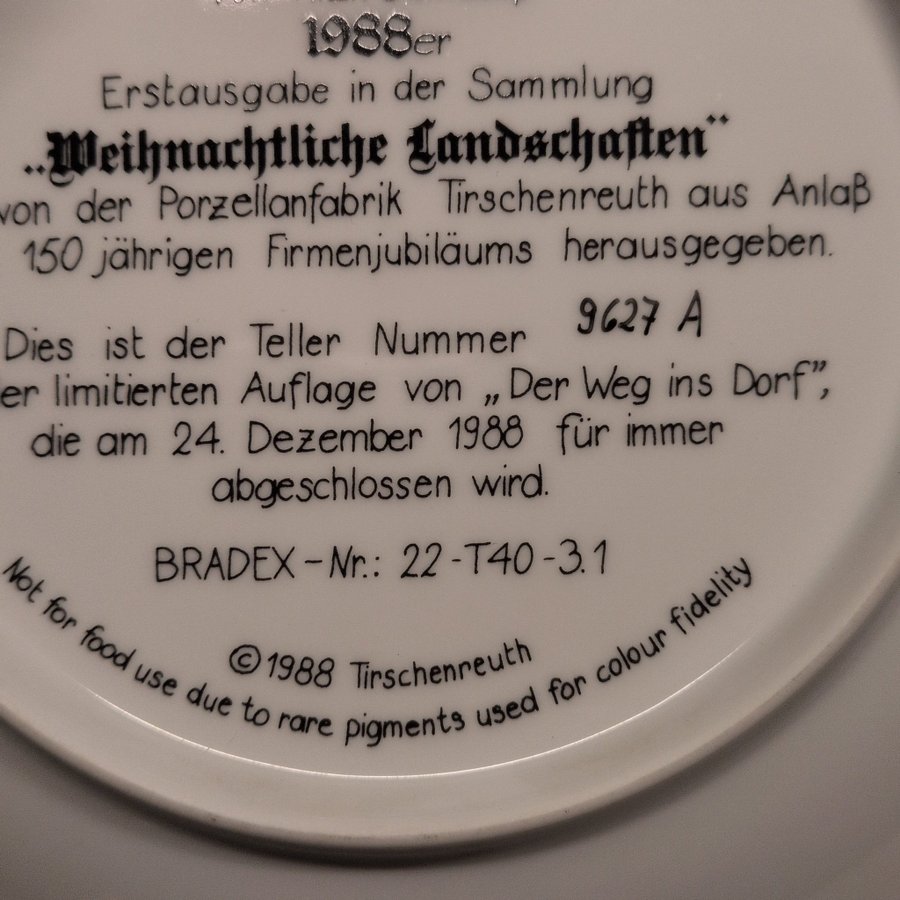 1988er
Erstausgabe in der Sammlung
„Weihnachtliche Landschaften“
von der Porzellanfabrik Tirschenreuth aus Anlaß
150 jährigen Firmenjubiläums herausgegeben.
Dies ist der Teller Nummer 9627 A
er limitierten Auflage von „Der Weg ins Dorf”,
die am 24. Dezember 1988 für immer
abgeschlossen wird.
BRADEX-Nr.: 22-T40-3.1
©1988 Tirschenreuth
Not for food use due to rare pigments used for colour fidelity